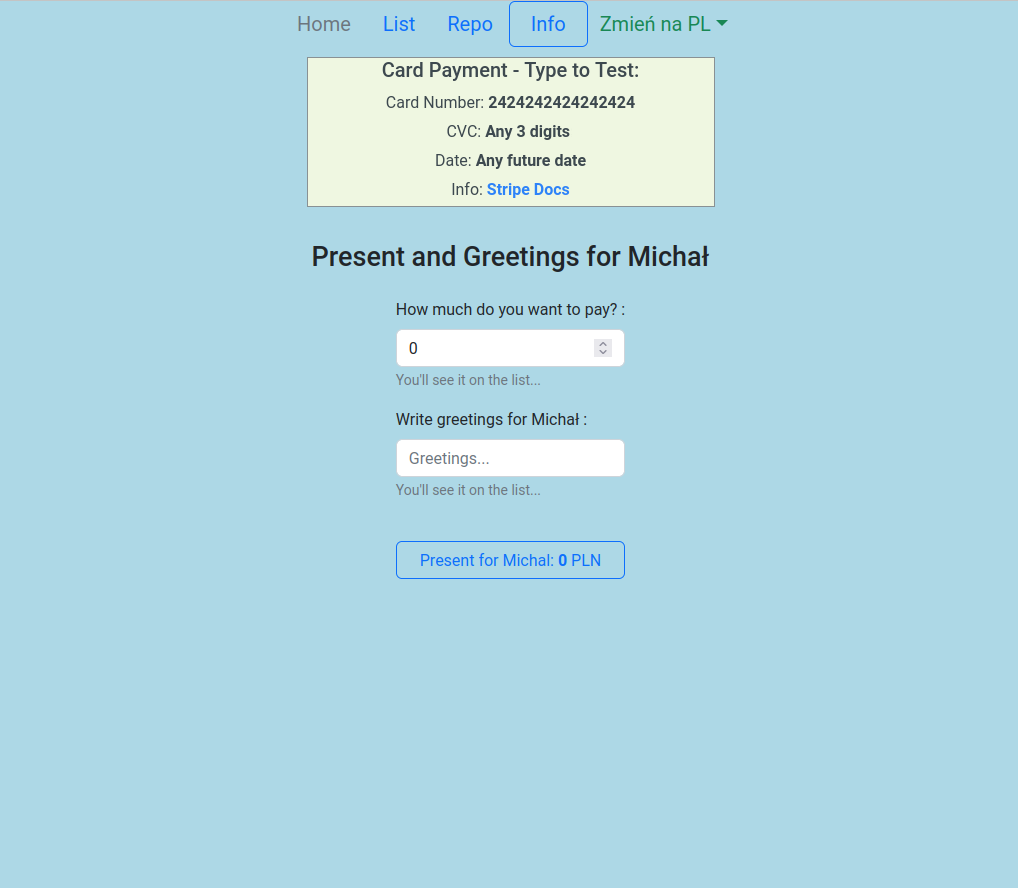 Home List Repo Info Zmień na PL
Card Payment - Type to Test:
Card Number: 2424242424242424
CVC: Any 3 digits
Date: Any future date
Info: Stripe Docs
Present and Greetings for Michał
How much do you want to pay? :
0
You'll see it on the list...
Write greetings for Michał :
Greetings...
You'll see it on the list...
Present for Michal: 0 PLN